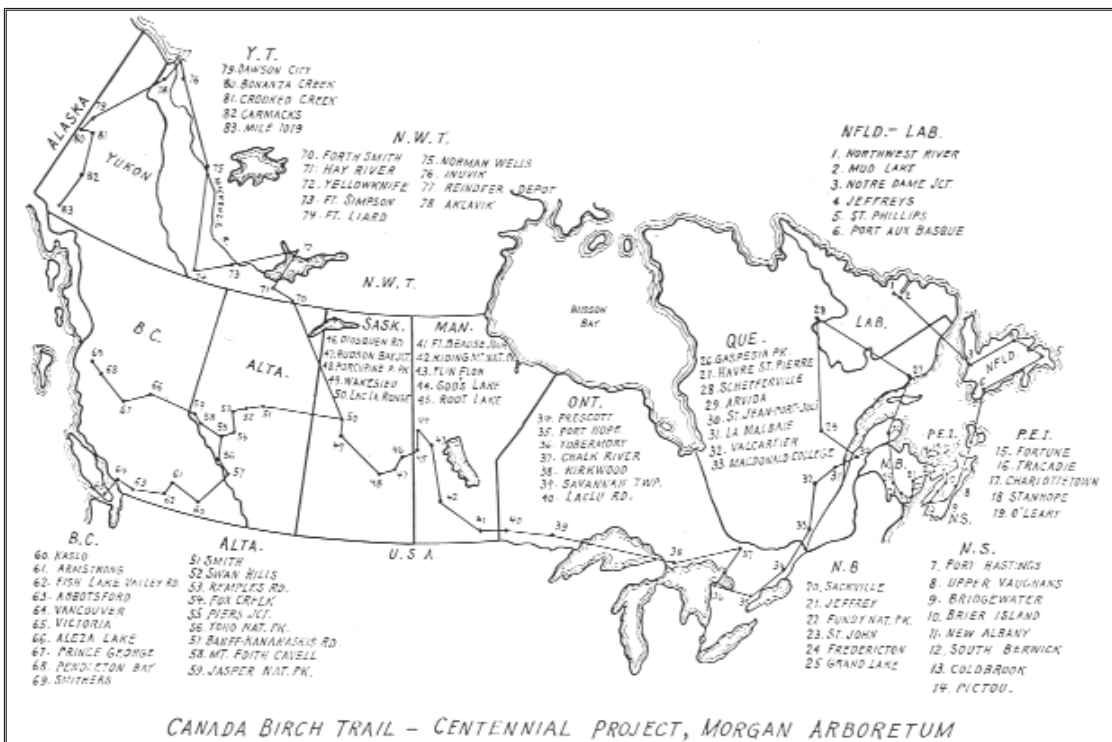 Y.T.
79. DAWSON CITY
80. BONANZA CREEK
81. CROOKED CREEK
82 CARMACKS
83. MILE 1019
ALASKA
YUKON
MACKENZIE R.
N.W.T.
70. FORTH SMITH
71. HAY RIVER
72. YELLOWKNIFE
73. FT. SIMPSON
74. FT. LIARD
75. NORMAN WELLS
76. INUVIK
77. REINDEER DEPOT
78 AKLAVIK
NFLD.- LAB.
1. NORTHWEST RIVER
2. MUD LAKE
3. NOTRE DAME JCT.
4 JEFFREYS
5. ST. PHILLIPS
6. PORT AUX BASQUE
N.W.T.
HUDSON
BAY
B.C.
ALTA.
SASK.
47. HUDSON BAY JCT.
48. PORCUPINE P. PK
50. LAC LA RONGE
MAN.
42. RIDING MT. NAT. PK
43. FLIN FLON
44. GODS LAKE
45. ROOT LAKE
ONT.
34. PRESCOTT
35. PORT HOPE
36. TOBERMORY
37. CHALK RIVER
38. KIRKWOOD
39. SAVANNAH TWP.
40. LACLU RD.
QUE.
26. GASPESIA PK.
27. HAVRE ST. PIERRE
28. SCHEFFERVILLE
29. ARVIDA
30. ST. JEAN-PORT-JOLI
31. LA MALBAIE
32. VALCARTIER
33. MACDONALD COLLEGE
LAB.
NFLD.
P.E.I.
N.B.
N.S.
P.E.I.
15. FORTUNE
16. TRACADIE
17. CHARLOTTETOWN
18 STANHOPE
19. O'LEARY
U.S.A.
B.C.
60. KASLO
61. ARMSTRONG
62. FISH LAKE VALLEY RD.
63. ABBOTSFORD
64. VANCOUVER
65. VICTORIA
66. ALEZA LAKE
67. PRINCE GEORGE
68. PENDLETON BAY
69. SMITHERS
ALTA.
51 SMITH
52 SWAN HILLS
53. REMPLES RD.
54. FOX CREEK
55 PIERS JCT.
56. YOHO NAT. PK.
57. BANFF-KANANASKIS RD.
58. MT. EDITH CAVELL
59. JASPER NAT. PK.
N.B
20. SACKVILLE
21. JEFFREY
22 FUNDY NAT. PK.
23. ST. JOHN
24 FREDERICTON
25 GRAND LAKE
N.S.
7. PORT HASTINGS
8. UPPER VAUGHANS
9. BRIDGEWATER
10. BRIER ISLAND
11. NEW ALBANY
12. SOUTH BERWICK
13. COLDBROOK
14. PICTOU.
CANADA BIRCH TRAIL – CENTENNIAL PROJECT, MORGAN ARBORETUM